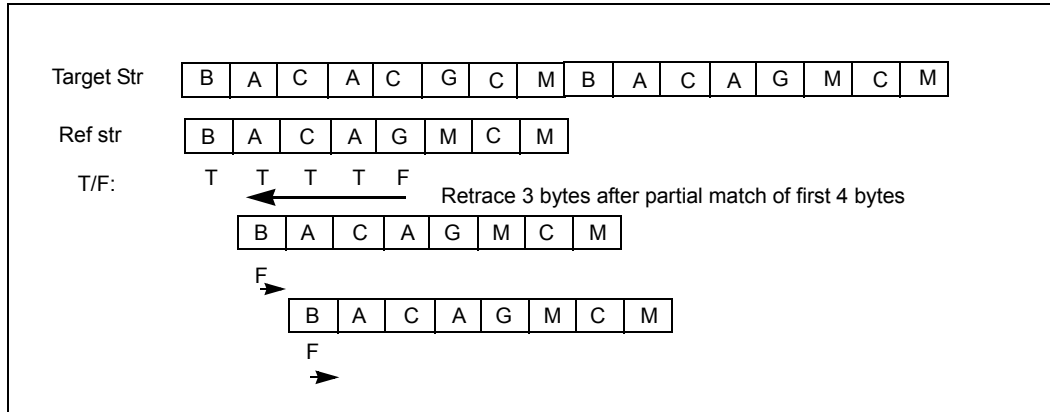 Target Str B A C A C G C M B A C A G M C M
Ref str B A C A G M C M
T/F: T T T T F
Retrace 3 bytes after partial match of first 4 bytes
B A C A G M C M
F
B A C A G M C M
F